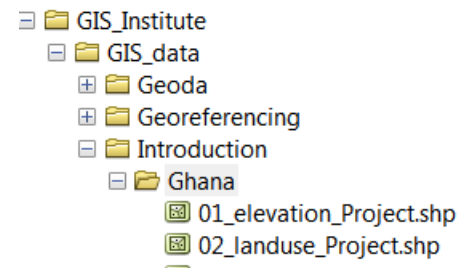 GIS_Institute
GIS_data
Geoda
Georeferencing
Introduction
Ghana
01_elevation_Project.shp
02_landuse_Project.shp